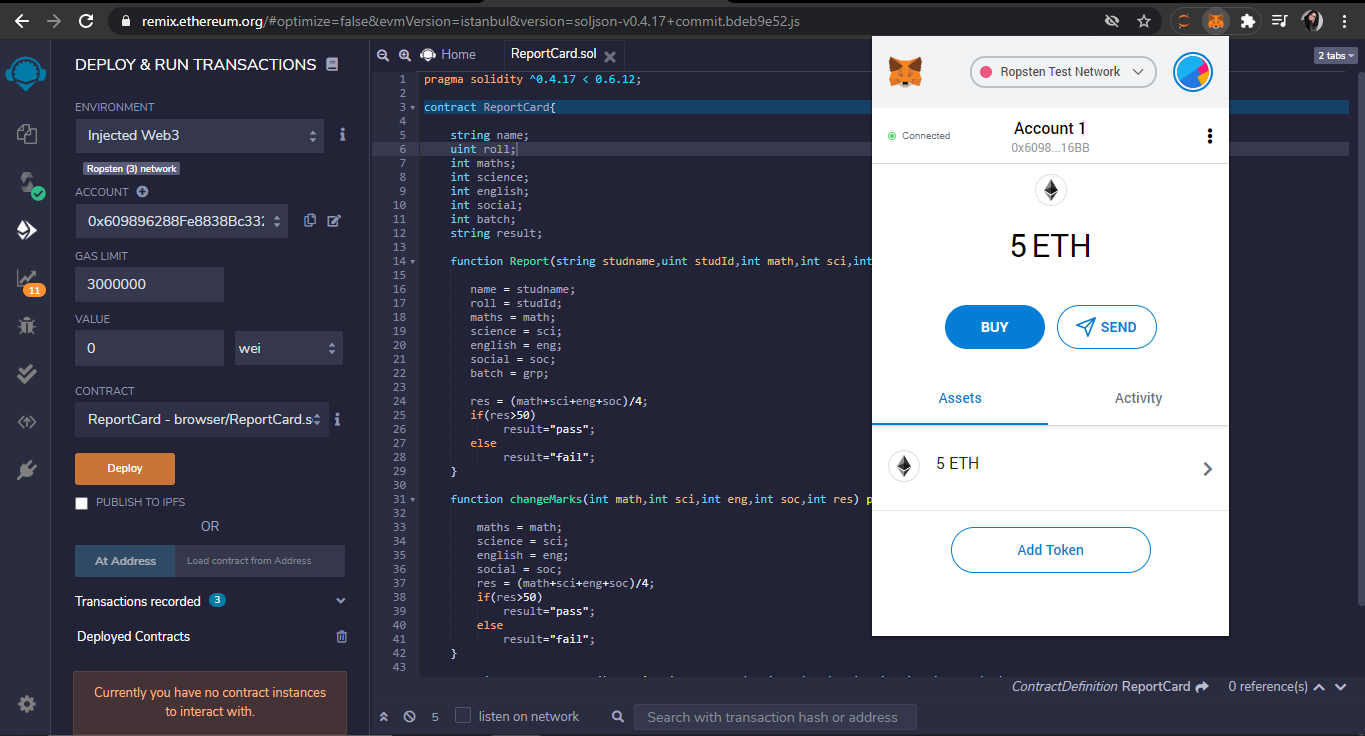 remix.ethereum.org/#optimize=false&evmVersion=istanbul&version=soljson-v0.4.17+commit.bdeb9e52.js
DEPLOY & RUN TRANSACTIONS
ENVIRONMENT
Injected Web3
Ropsten (3) network
ACCOUNT
0x609896288Fe8838Bc332
GAS LIMIT
3000000
VALUE
0
wei
CONTRACT
ReportCard - browser/ReportCard.s
Deploy
PUBLISH TO IPFS
OR
At Address
Load contract from Address
Transactions recorded 3
Deployed Contracts
Currently you have no contract instances
to interact with.
11
Home
ReportCard.sol
2 tabs
1 pragma solidity ^0.4.17 < 0.6.12;
2
3 contract ReportCard{
4
5 string name;
6 uint roll;
7 int maths;
8 int science;
9 int english;
10 int social;
11 int batch;
12 string result;
13
14 function Report(string studname,uint studId,int math,int sci,int
15
16 name = studname;
17 roll = studId;
18 maths = math;
19 science = sci;
20 english = eng;
21 social = soc;
22 batch = grp;
23
24 res = (math+sci+eng+soc)/4;
25 if(res>50)
26 result="pass";
27 else
28 result="fail";
29 }
30
31 function changeMarks(int math,int sci,int eng,int soc,int res) p
32
33 maths = math;
34 science = sci;
35 english = eng;
36 social = soc;
37 res = (math+sci+eng+soc)/4;
38 if(res>50)
39 result="pass";
40 else
41 result="fail";
42 }
43
ContractDefinition ReportCard
0 reference(s)
5
listen on network
Search with transaction hash or address
Ropsten Test Network
Connected
Account 1
0x6098...16BB
5 ETH
BUY
SEND
Assets
Activity
5 ETH
Add Token